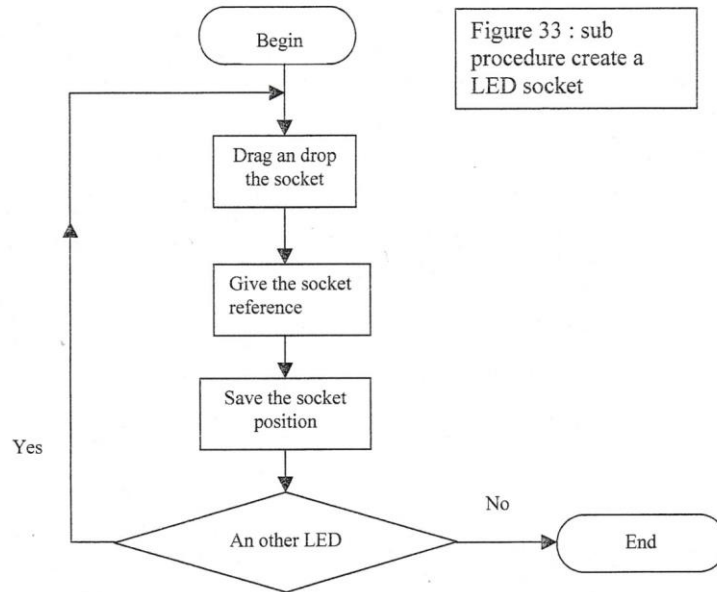 Begin
Figure 33 : sub
procedure create a
LED socket
Drag an drop
the socket
Give the socket
reference
Save the socket
position
Yes
An other LED
No
End